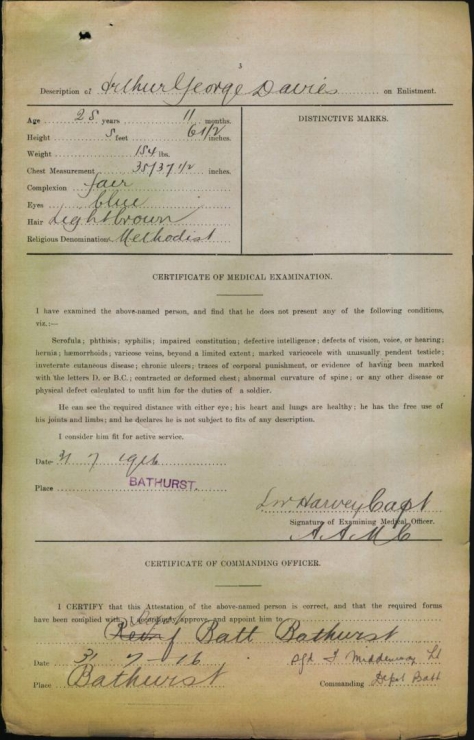 3
Description of Arthur George Davies on Enlistment.
Age 25 years 11 months.
Height 5 feet 6 1/2 inches.
Weight 154 lbs.
Chest Measurement 35/37 1/2 inches.
Complexion fair
Eyes blue
Hair Light brown
Religious Denomination Methodist
DISTINCTIVE MARKS.
CERTIFICATE OF MEDICAL EXAMINATION.
I have examined the above-named person, and find that he does not present any of the following conditions,
viz.:—
Scrofula; phthisis; syphilis; impaired constitution; defective intelligence; defects of vision, voice, or hearing;
hernia; hæmorrhoids; varicose veins, beyond a limited extent; marked varicocele with unusually pendent testicle;
inveterate cutaneous disease; chronic ulcers; traces of corporal punishment, or evidence of having been marked
with the letters D. or B.C.; contracted or deformed chest; abnormal curvature of spine; or any other disease or
physical defect calculated to unfit him for the duties of a soldier.
He can see the required distance with either eye; his heart and lungs are healthy; he has the free use of
his joints and limbs; and he declares he is not subject to fits of any description.
I consider him fit for active service.
Date 31 7 1916
Place BATHURST.
Harvey Capt
Signature of Examining Medical Officer.
A A M C
CERTIFICATE OF COMMANDING OFFICER.
I CERTIFY that this Attestation of the above-named person is correct, and that the required forms
have been complied with. I accordingly approve, and appoint him to
Batt Bathurst
Date 31 7 - 16
Place Bathurst
Sgd Middenway Lt
Commanding Depot Batt